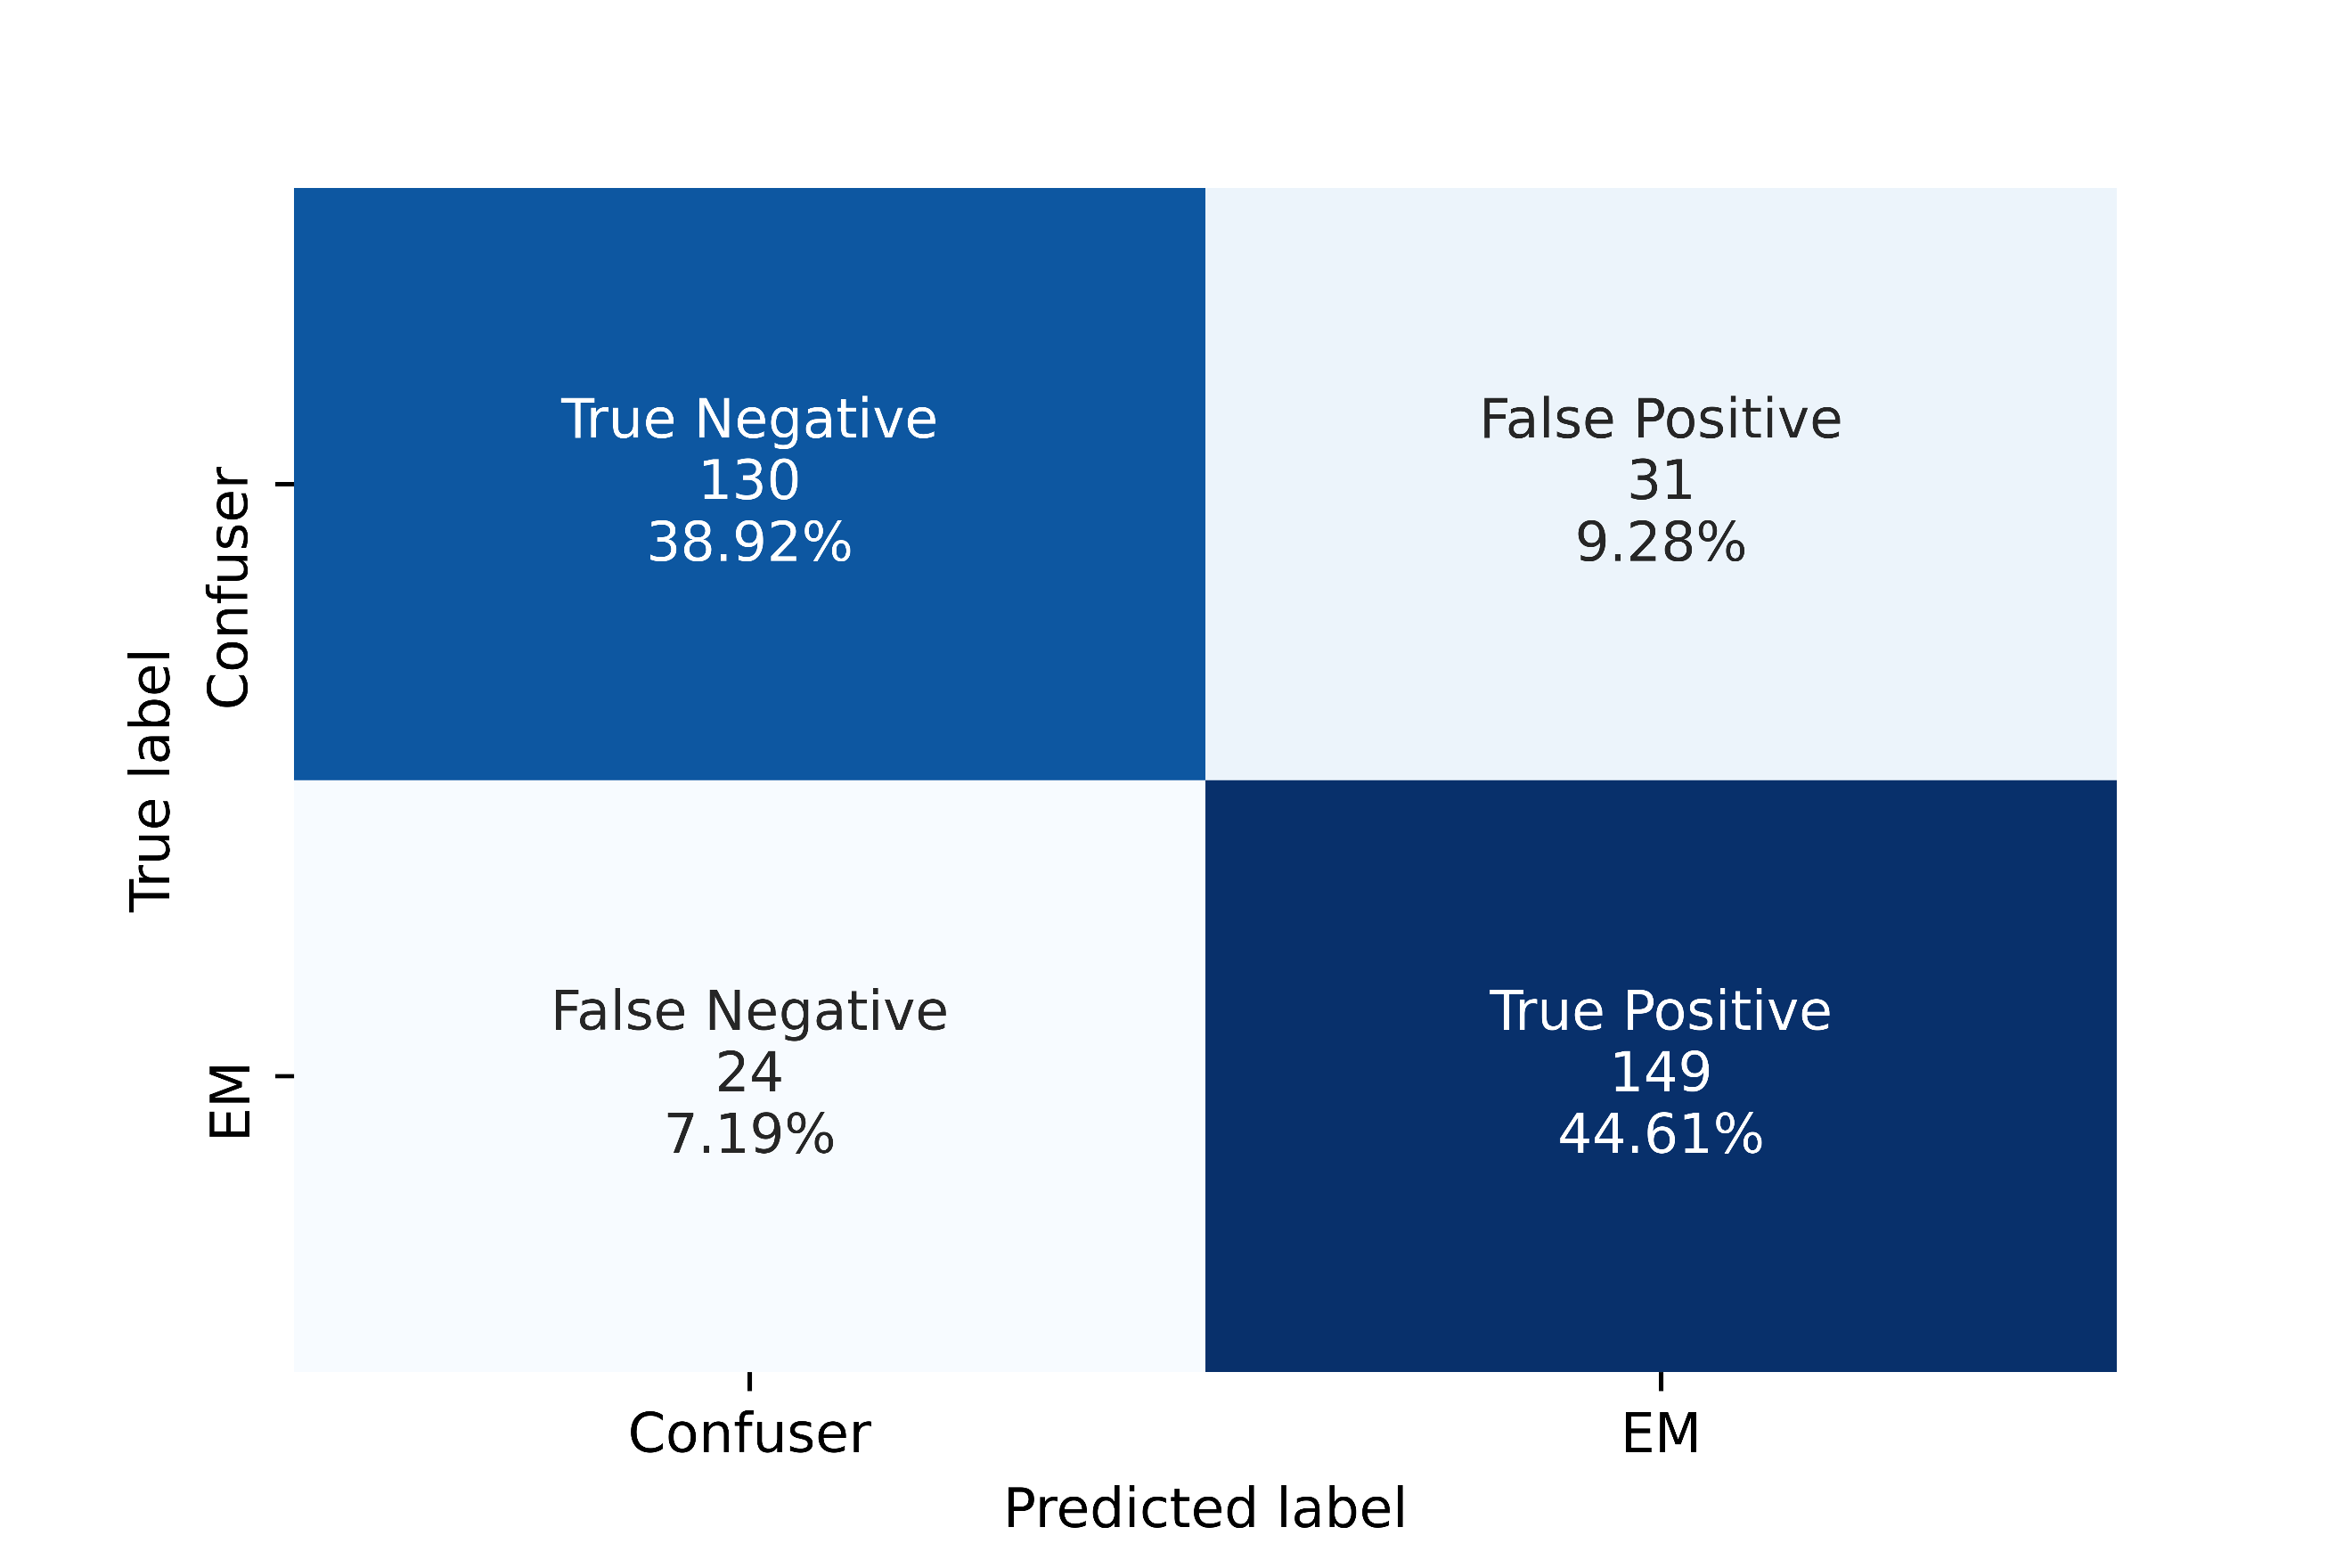 True label
Confuser
True Negative
130
38.92%
False Positive
31
9.28%
EM
False Negative
24
7.19%
True Positive
149
44.61%
Confuser
EM
Predicted label